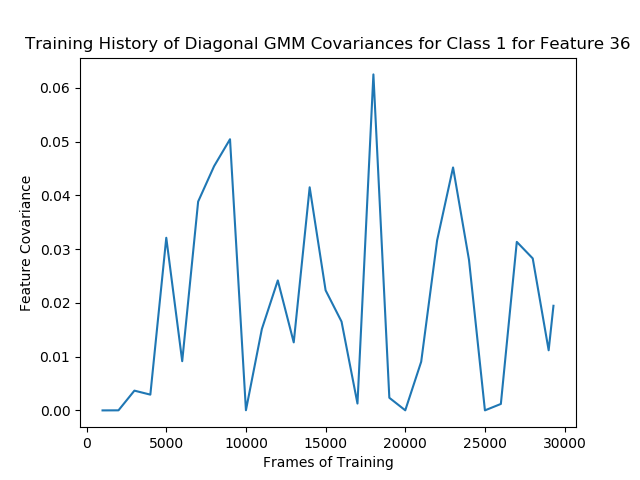 Training History of Diagonal GMM Covariances for Class 1 for Feature 36
0.06
0.05
0.04
0.03
0.02
0.01
0.00
Feature Covariance
0 5000 10000 15000 20000 25000 30000
Frames of Training